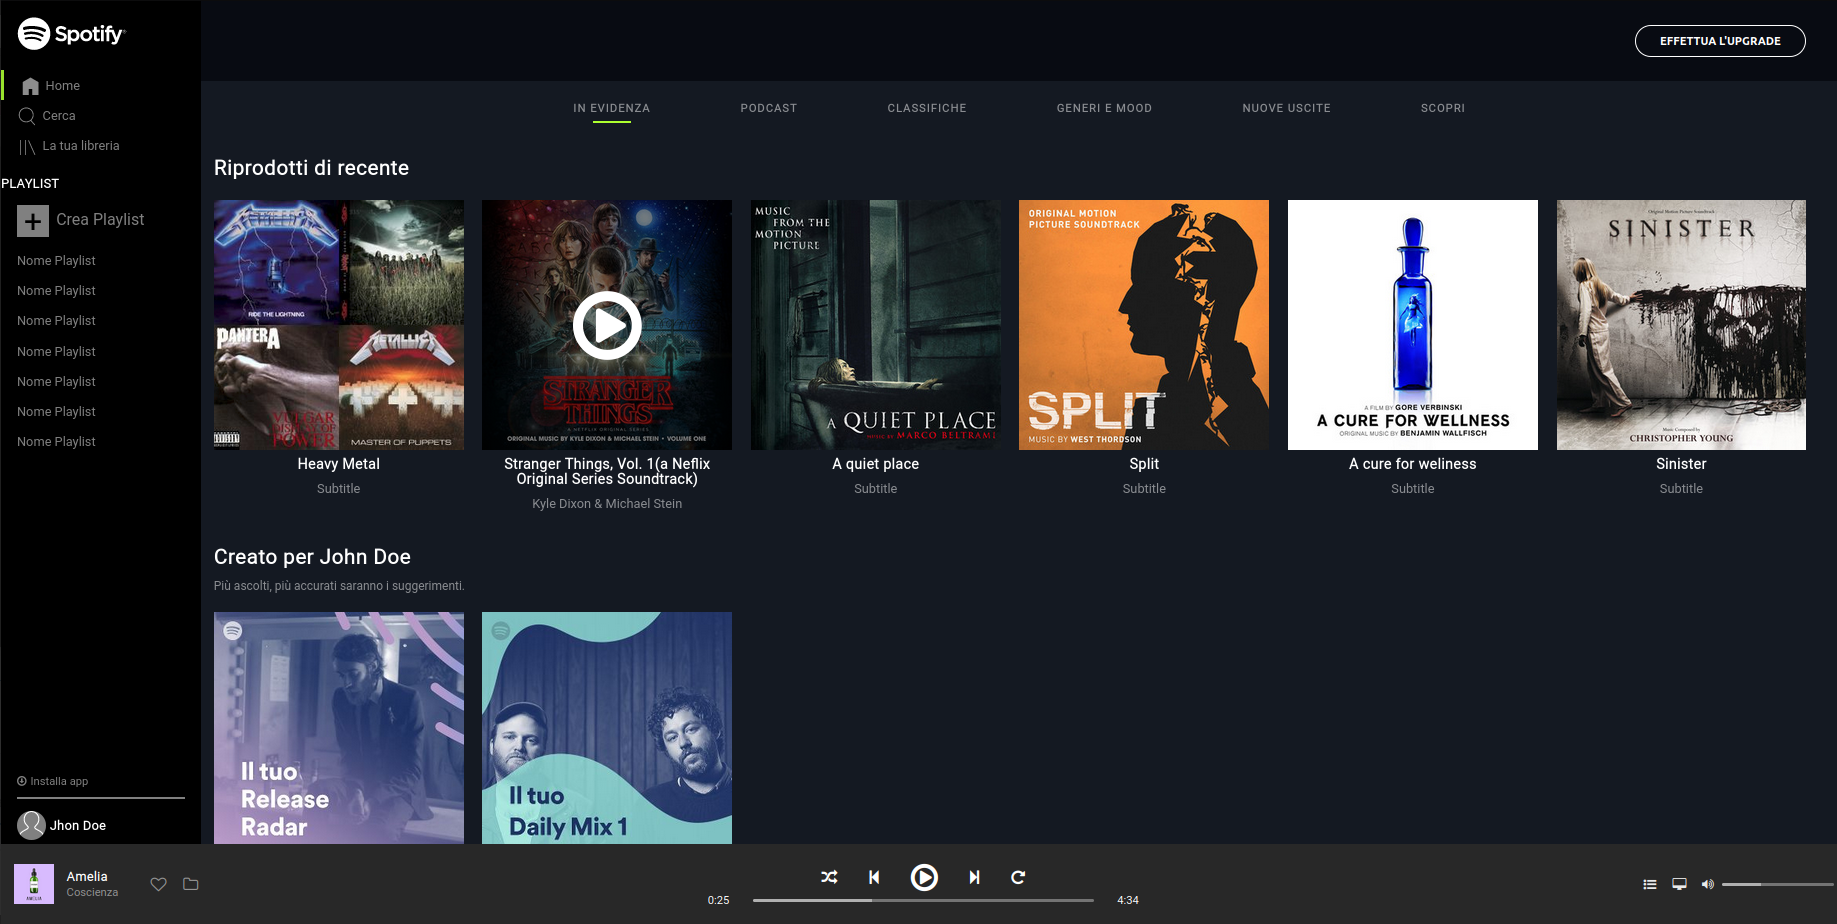 Spotify
EFFETTUA L'UPGRADE
Home
Cerca
La tua libreria
PLAYLIST
Crea Playlist
Nome Playlist
Nome Playlist
Nome Playlist
Nome Playlist
Nome Playlist
Nome Playlist
Nome Playlist
Installa app
Jhon Doe
IN EVIDENZA
PODCAST
CLASSIFICHE
GENERI E MOOD
NUOVE USCITE
SCOPRI
Riprodotti di recente
METALLICA
RIDE THE LIGHTNING
PANTERA
VULGAR
DISPLAY OF
POWER
METALLICA
MASTER OF PUPPETS
Heavy Metal
Subtitle
STRANGER
THINGS
A NETFLIX ORIGINAL SERIES
ORIGINAL MUSIC BY KYLE DIXON & MICHAEL STEIN • VOLUME ONE
Stranger Things, Vol. 1(a Neflix
Original Series Soundtrack)
Kyle Dixon & Michael Stein
MUSIC
FROM THE
MOTION
PICTURE
A QUIET PLACE
MUSIC BY MARCO BELTRAMI
A quiet place
Subtitle
ORIGINAL MOTION
PICTURE SOUNDTRACK
SPLIT
MUSIC BY WEST THORDSON
Split
Subtitle
A FILM BY GORE VERBINSKI
A CURE FOR WELLNESS
ORIGINAL MUSIC BY BENJAMIN WALLFISCH
A cure for weliness
Subtitle
Original Motion Picture Soundtrack
SINISTER
Music Composed by
CHRISTOPHER YOUNG
Sinister
Subtitle
Creato per John Doe
Più ascolti, più accurati saranno i suggerimenti.
Il tuo
Release
Radar
Il tuo
Daily Mix 1
AMELIA
Amelia
Coscienza
0:25
4:34